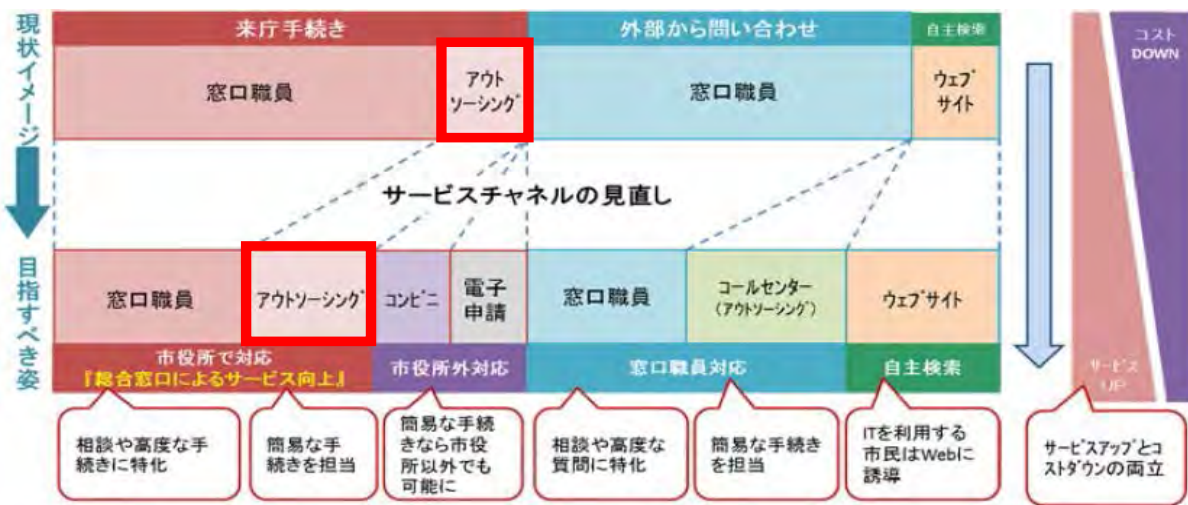 現状イメージ
来庁手続き
外部から問い合わせ
自主検索
窓口職員
アウト
ソーシング
窓口職員
ウェブ
サイト
サービスチャネルの見直し
目指すべき姿
窓口職員
アウトソーシング
コンビニ
電子
申請
窓口職員
コールセンター
(アウトソーシング)
ウェブサイト
市役所で対応
『総合窓口によるサービス向上』
市役所外対応
窓口職員対応
自主検索
相談や高度な手
続きに特化
簡易な手
続きを担当
簡易な手続
きなら市役
所以外でも
可能に
相談や高度な
質問に特化
簡易な手続き
を担当
ITを利用する
市民はWebに
誘導
コスト
DOWN
サービス
UP
サービスアップとコ
ストダウンの両立